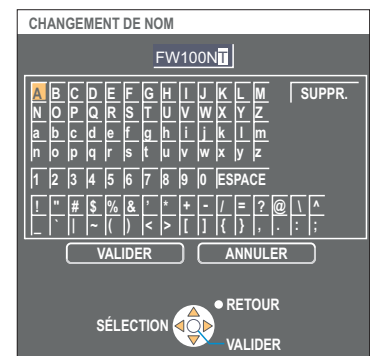 CHANGEMENT DE NOM
FW100NT
A B C D E F G H I J K L M SUPPR.
N O P Q R S T U V W X Y Z
a b c d e f g h i j k l m
n o p q r s t u v w x y z
1 2 3 4 5 6 7 8 9 0 ESPACE
! " # $ % & ' * + - / = ? @ \ ^
_ ` | ~ ( ) < > [ ] { } , . : ;
VALIDER ANNULER
RETOUR
SÉLECTION
VALIDER